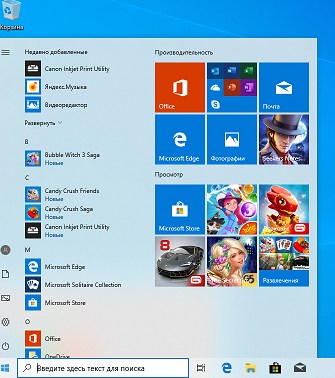 Корзина
Недавно добавленные
Canon Inkjet Print Utility
Яндекс.Музыка
Видеоредактор
Развернуть
B
Bubble Witch 3 Saga
Новые
C
Candy Crush Friends
Новые
Candy Crush Saga
Новые
Canon Inkjet Print Utility
M
Microsoft Edge
Microsoft Solitaire Collection
Microsoft Store
O
Office
OneDrive
Производительность
Office
Почта
Microsoft Edge
Фотографии
Seekers Notes
Просмотр
Microsoft Store
Развлечения
Введите здесь текст для поиска